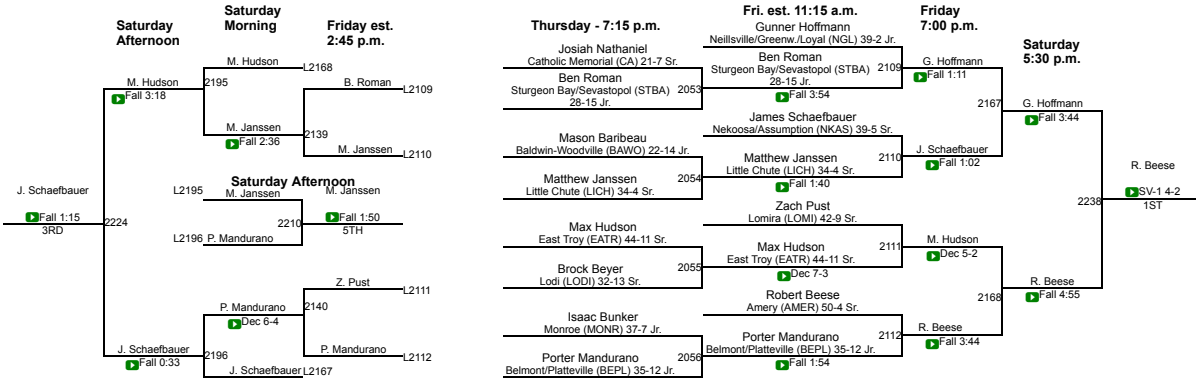 Saturday
Afternoon
Saturday
Morning
Friday est.
2:45 p.m.
M. Hudson
L2168
M. Hudson
2195
Fall 3:18
B. Roman
L2109
M. Janssen
2139
Fall 2:36
M. Janssen
L2110
Saturday Afternoon
J. Schaefbauer
L2195
M. Janssen
M. Janssen
Fall 1:15
2224
2210
Fall 1:50
3RD
5TH
L2196
P. Mandurano
Z. Pust
L2111
P. Mandurano
2140
Dec 6-4
J. Schaefbauer
2196
P. Mandurano
L2112
Fall 0:33
J. Schaefbauer
L2167
Thursday - 7:15 p.m.
Fri. est. 11:15 a.m.
Friday
7:00 p.m.
Saturday
5:30 p.m.
Josiah Nathaniel
Catholic Memorial (CA) 21-7 Sr.
Ben Roman
Sturgeon Bay/Sevastopol (STBA)
28-15 Jr.
2053
Mason Baribeau
Baldwin-Woodville (BAWO) 22-14 Jr.
2054
Matthew Janssen
Little Chute (LICH) 34-4 Sr.
Max Hudson
East Troy (EATR) 44-11 Sr.
2055
Brock Beyer
Lodi (LODI) 32-13 Sr.
Isaac Bunker
Monroe (MONR) 37-7 Jr.
2056
Porter Mandurano
Belmont/Platteville (BEPL) 35-12 Jr.
Gunner Hoffmann
Neillsville/Greenw./Loyal (NGL) 39-2 Jr.
Ben Roman
Sturgeon Bay/Sevastopol (STBA)
28-15 Jr.
2109
Fall 3:54
James Schaefbauer
Nekoosa/Assumption (NKAS) 39-5 Sr.
Matthew Janssen
Little Chute (LICH) 34-4 Sr.
2110
Fall 1:40
Zach Pust
Lomira (LOMI) 42-9 Sr.
Max Hudson
East Troy (EATR) 44-11 Sr.
2111
Dec 7-3
Robert Beese
Amery (AMER) 50-4 Sr.
Porter Mandurano
Belmont/Platteville (BEPL) 35-12 Jr.
2112
Fall 1:54
G. Hoffmann
Fall 1:11
2167
J. Schaefbauer
Fall 1:02
M. Hudson
Dec 5-2
2168
R. Beese
Fall 3:44
G. Hoffmann
Fall 3:44
2238
R. Beese
Fall 4:55
R. Beese
SV-1 4-2
1ST